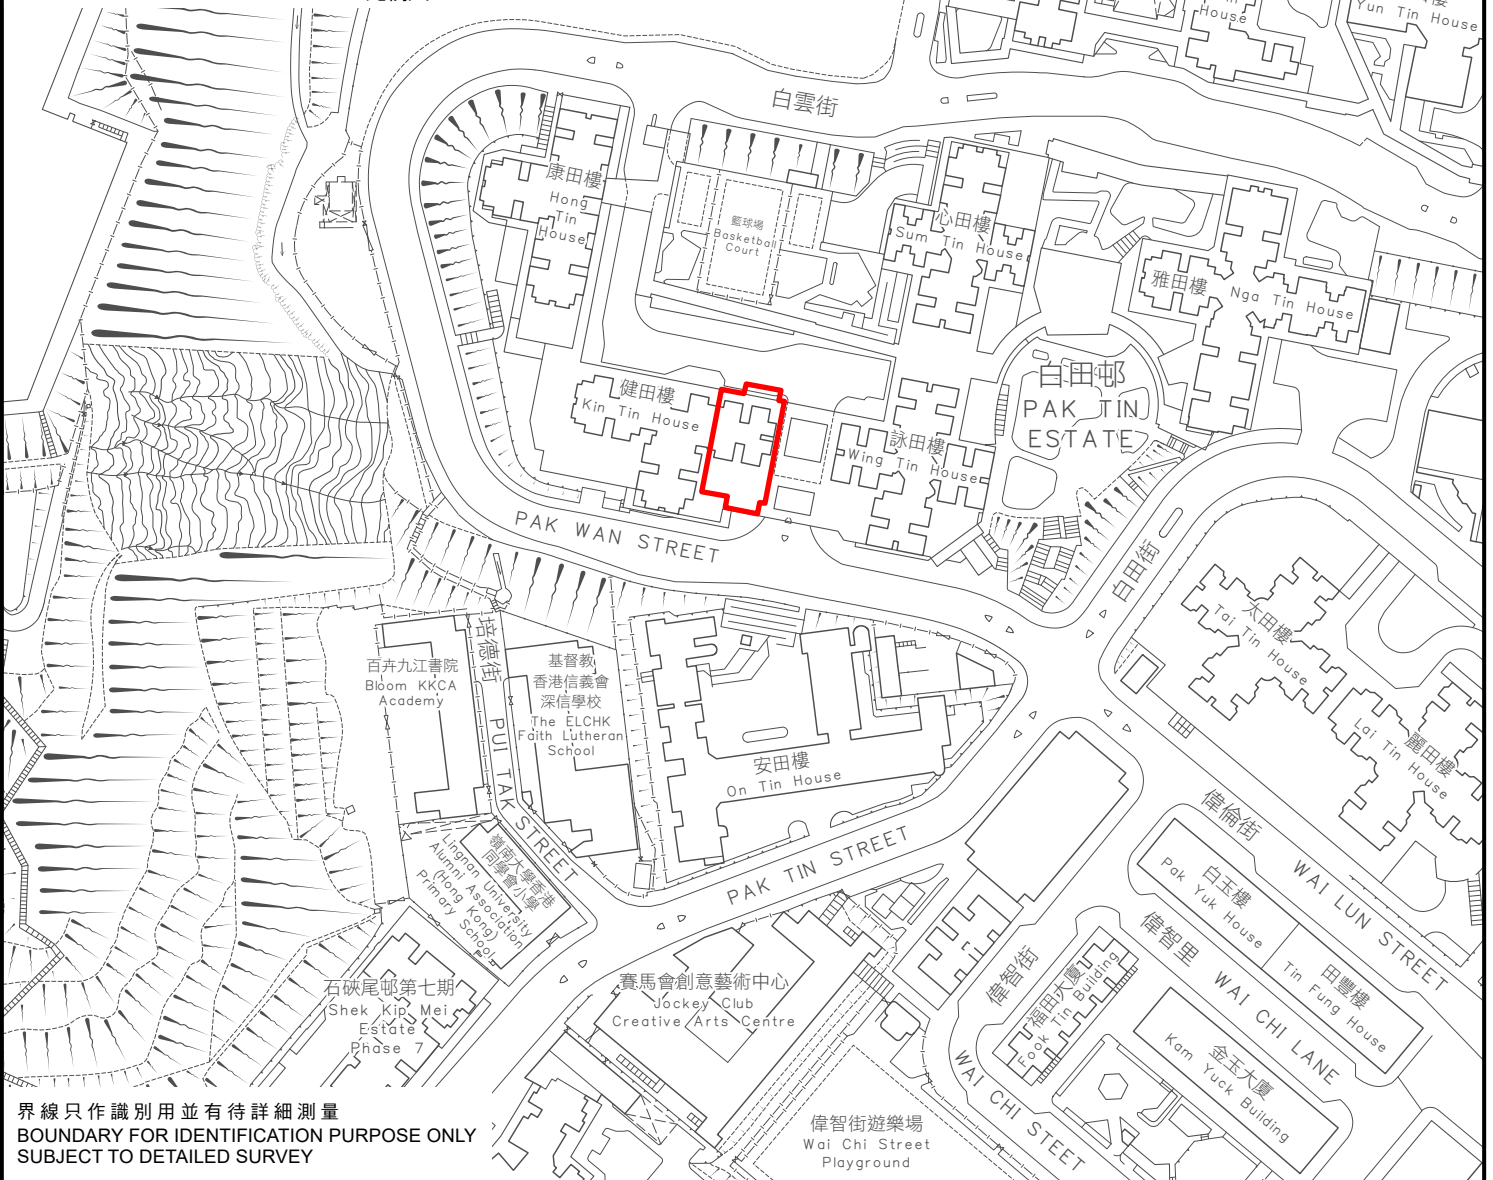 House
Yun Tin House
白雲街
康田樓
Hong
Tin
House
籃球場
Basketball
Court
心田樓
Sum Tin House
雅田樓
Nga Tin House
健田樓
Kin Tin House
白田邨
PAK TIN
ESTATE
詠田樓
Wing Tin House
PAK WAN STREET
白田街
太田樓
Tai Tin House
麗田樓
Lai Tin House
百卉九江書院
Bloom KKCA
Academy
培德街
PUI TAK STREET
基督教
香港信義會
深信學校
The ELCHK
Faith Lutheran
School
安田樓
On Tin House
PAK TIN STREET
嶺南大學香港
同學會小學
Lingnan University
Alumni Association
(Hong Kong)
Primary School
石硤尾邨第七期
Shek Kip Mei
Estate
Phase 7
賽馬會創意藝術中心
Jockey Club
Creative Arts Centre
偉倫街
WAI LUN STREET
白玉樓
Pak Yuk House
田豐樓
Tin Fung House
偉智里
WAI CHI LANE
偉智街
WAI CHI STEET
福田大廈
Fook Tin Building
金玉大廈
Kam Yuck Building
偉智街遊樂場
Wai Chi Street
Playground
界線只作識別用並有待詳細測量
BOUNDARY FOR IDENTIFICATION PURPOSE ONLY
SUBJECT TO DETAILED SURVEY